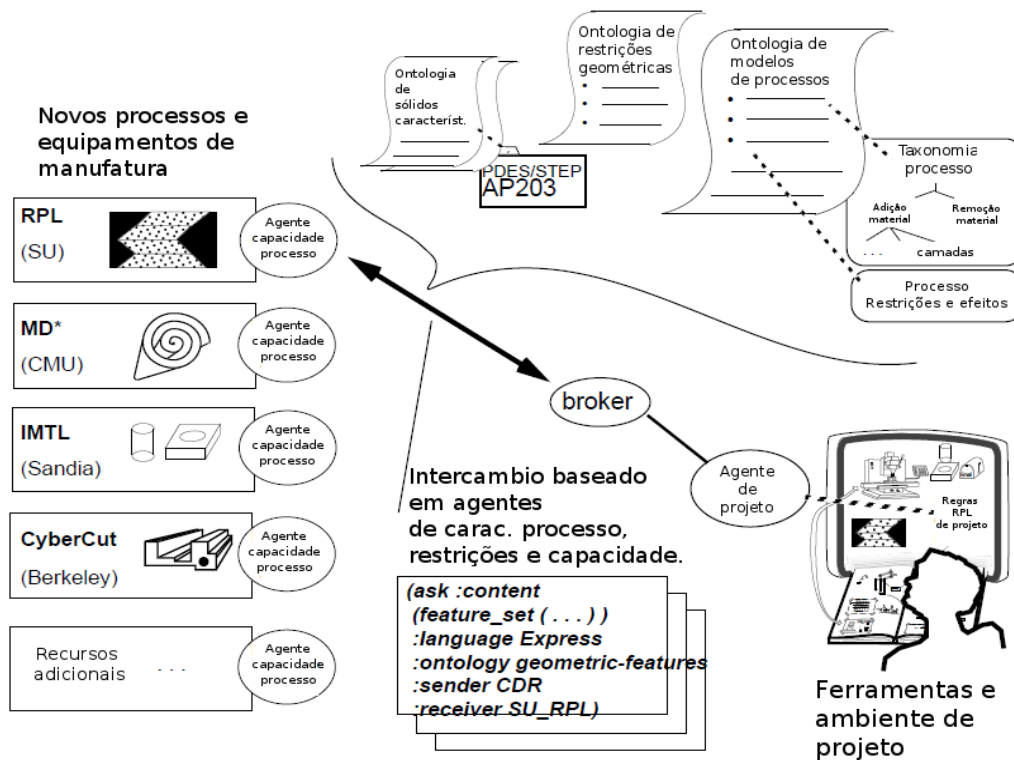 Novos processos e
equipamentos de
manufatura
RPL
(SU)
Agente
capacidade
processo
MD*
(CMU)
Agente
capacidade
processo
IMTL
(Sandia)
Agente
capacidade
processo
CyberCut
(Berkeley)
Agente
capacidade
processo
Recursos
adicionais
. . .
Agente
capacidade
processo
Ontologia
de
sólidos
característ.
PDES/STEP
AP203
Ontologia de
restrições
geométricas
Ontologia de
modelos
de processos
Taxonomia
processo
Adição
material
Remoção
material
. . .
camadas
Processo
Restrições e efeitos
broker
Agente
de
projeto
Intercambio baseado
em agentes
de carac. processo,
restrições e capacidade.
(ask :content
(feature_set ( . . . ) )
:language Express
:ontology geometric-features
:sender CDR
:receiver SU_RPL)
Regras
RPL
de projeto
Ferramentas e
ambiente de
projeto